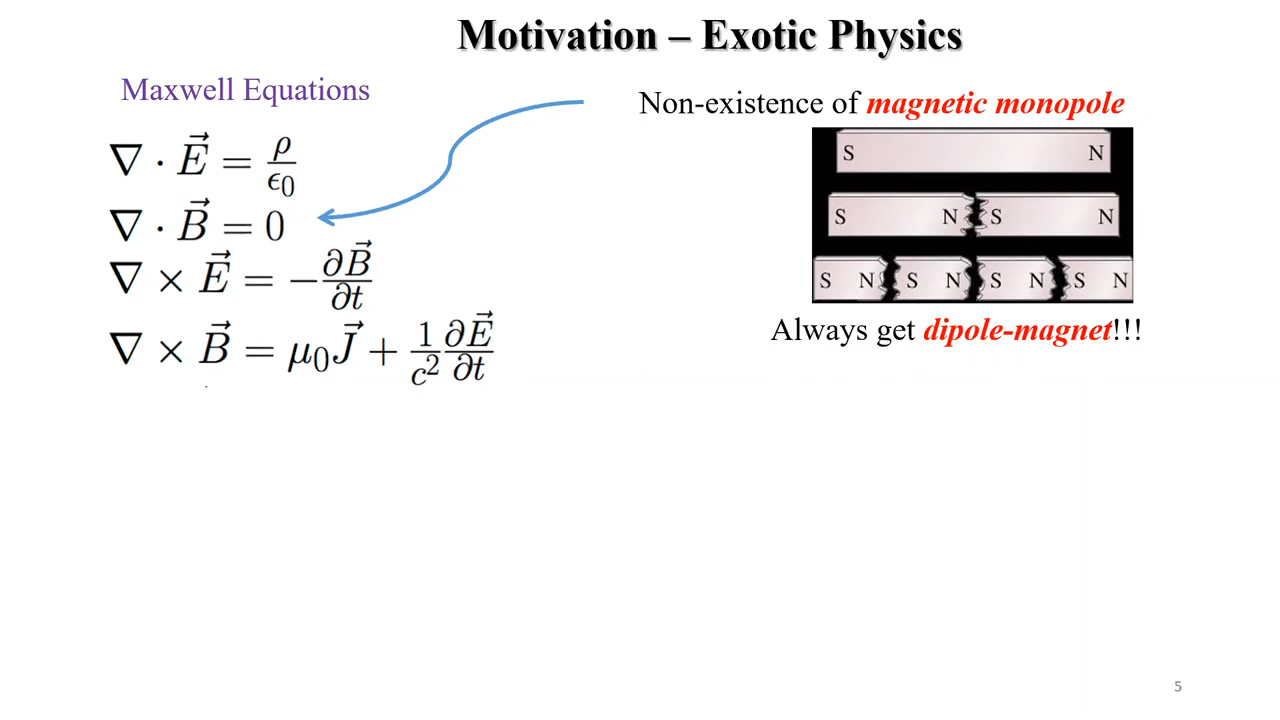 Motivation – Exotic Physics
Maxwell Equations
∇ · E⃗ = ρ/ϵ₀
∇ · B⃗ = 0
∇ × E⃗ = −∂B⃗/∂t
∇ × B⃗ = μ₀J⃗ + 1/c² ∂E⃗/∂t
Non-existence of magnetic monopole
S N
S N S N
S N S N S N S N
Always get dipole-magnet!!!
5